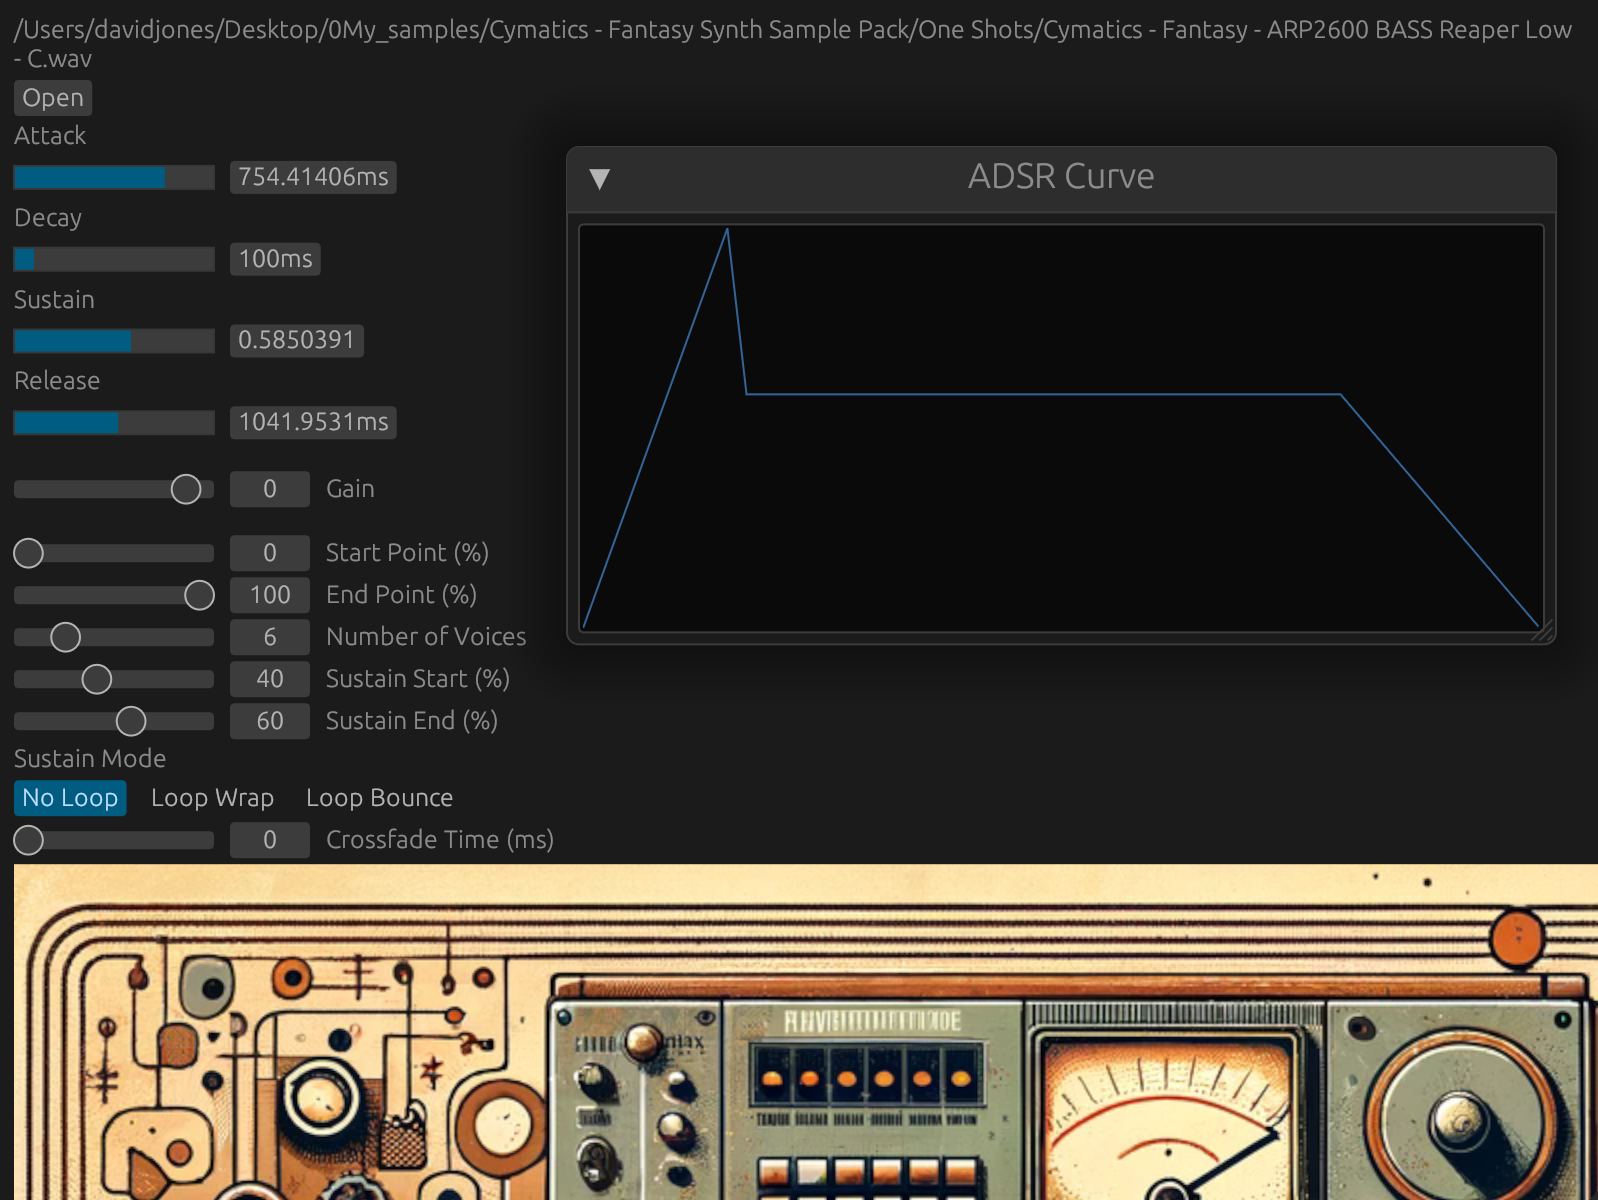 /Users/davidjones/Desktop/0My_samples/Cymatics - Fantasy Synth Sample Pack/One Shots/Cymatics - Fantasy - ARP2600 BASS Reaper Low
- C.wav
Open
Attack
754.41406ms
Decay
100ms
Sustain
0.5850391
Release
1041.9531ms
ADSR Curve
0 Gain
0 Start Point (%)
100 End Point (%)
6 Number of Voices
40 Sustain Start (%)
60 Sustain End (%)
Sustain Mode
No Loop Loop Wrap Loop Bounce
0 Crossfade Time (ms)